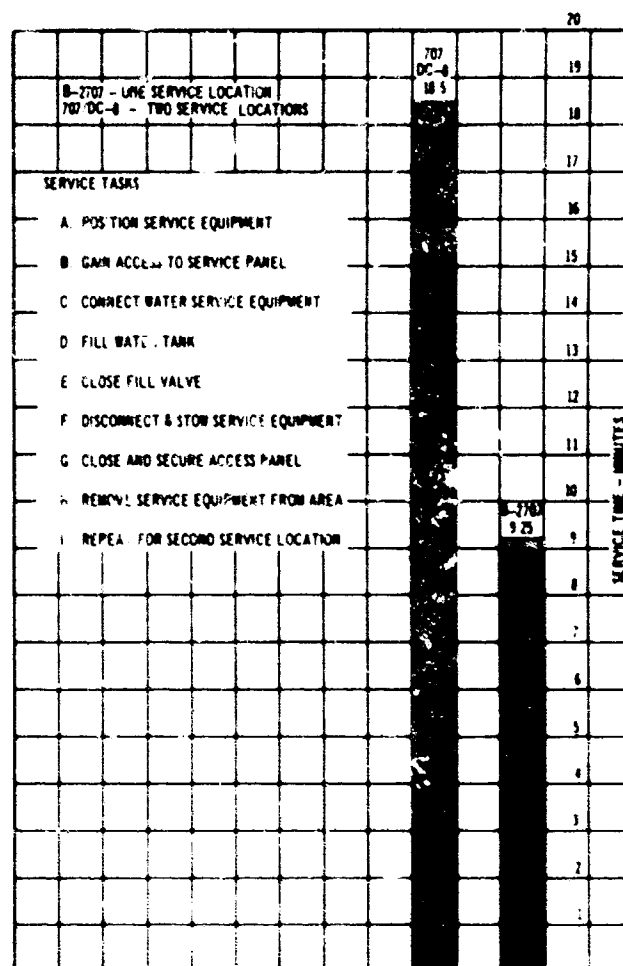 B-2707 - ONE SERVICE LOCATION
707/DC-8 - TWO SERVICE LOCATIONS
SERVICE TASKS
A. POSITION SERVICE EQUIPMENT
B. GAIN ACCESS TO SERVICE PANEL
C CONNECT WATER SERVICE EQUIPMENT
D FILL WATER TANK
E CLOSE FILL VALVE
F DISCONNECT & STOW SERVICE EQUIPMENT
G CLOSE AND SECURE ACCESS PANEL
H REMOVE SERVICE EQUIPMENT FROM AREA
I REPEAT FOR SECOND SERVICE LOCATION
707
DC-8
18 5
B-2707
9 25
20
19
18
17
16
15
14
13
12
11
10
9
8
7
6
5
4
3
2
1
SERVICE TIME - MINUTES